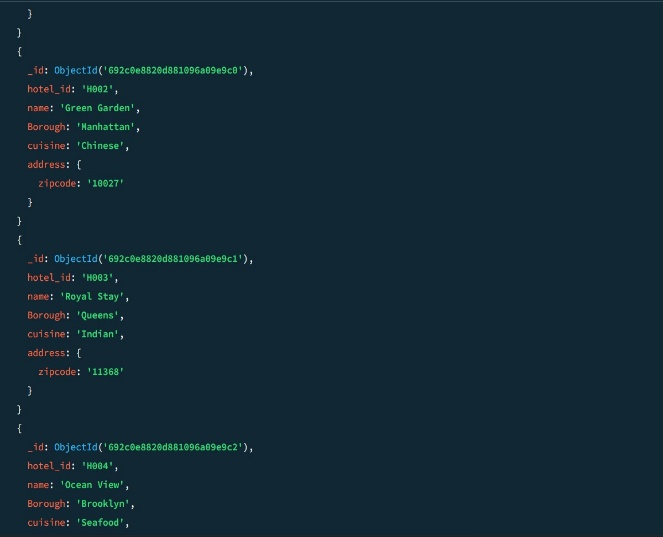 }
}
{
_id: ObjectId('692c0e8820d881096a09e9c0'),
hotel_id: 'H002',
name: 'Green Garden',
Borough: 'Manhattan',
cuisine: 'Chinese',
address: {
zipcode: '10027'
}
}
{
_id: ObjectId('692c0e8820d881096a09e9c1'),
hotel_id: 'H003',
name: 'Royal Stay',
Borough: 'Queens',
cuisine: 'Indian',
address: {
zipcode: '11368'
}
}
{
_id: ObjectId('692c0e8820d881096a09e9c2'),
hotel_id: 'H004',
name: 'Ocean View',
Borough: 'Brooklyn',
cuisine: 'Seafood',